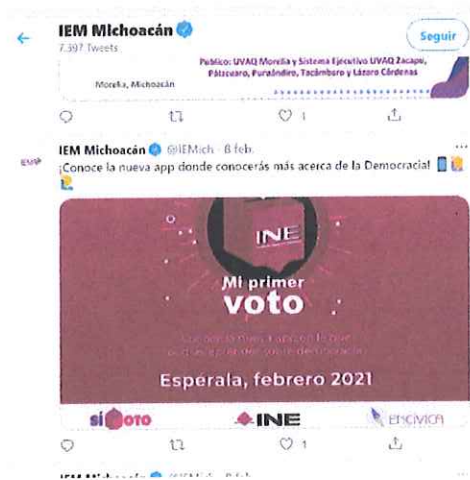 IEM Michoacán
7.397 Tweets
Seguir
Público: UVAQ Morelia y Sistema Ejecutivo UVAQ Zacapu,
Pátzcuaro, Puruándiro, Tacámbaro y Lázaro Cárdenas
Morelia, Michoacán
1
IEM Michoacán @IEMich · 8 feb.
¡Conoce la nueva app donde conocerás más acerca de la Democracia!
INE
Mi primer
voto
Espérala, febrero 2021
INE
ENCÍVICA
1